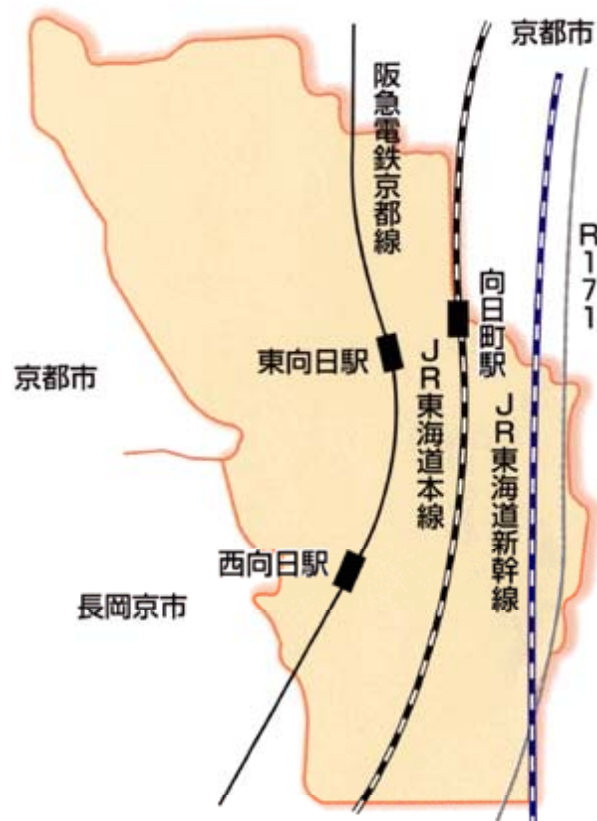 京都市
阪急電鉄京都線
R171
向日町駅
東向日駅
JR東海道本線
京都市
JR東海道新幹線
西向日駅
長岡京市